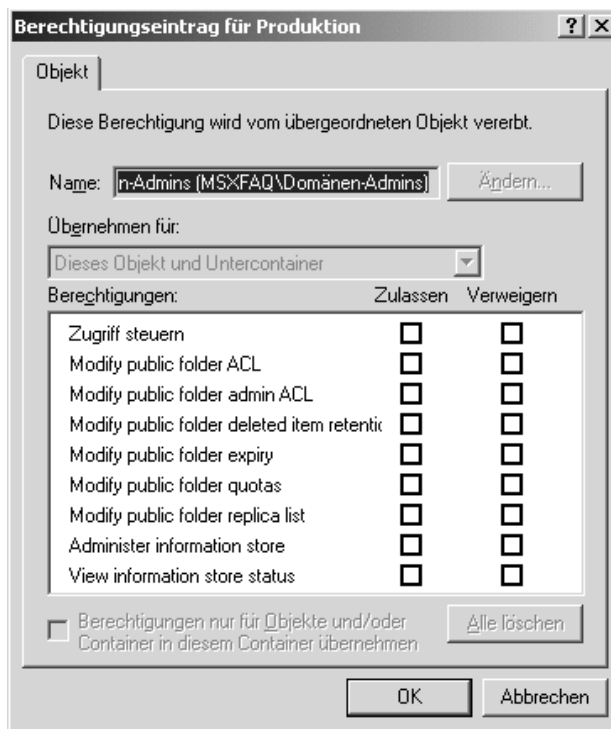 Berechtigungseintrag für Produktion
Objekt
Diese Berechtigung wird vom übergeordneten Objekt vererbt.
Name: n-Admins (MSXFAQ\Domänen-Admins) Ändern...
Übernehmen für:
Dieses Objekt und Untercontainer
Berechtigungen: Zulassen Verweigern
Zugriff steuern
Modify public folder ACL
Modify public folder admin ACL
Modify public folder deleted item retentic
Modify public folder expiry
Modify public folder quotas
Modify public folder replica list
Administer information store
View information store status
Berechtigungen nur für Objekte und/oder
Container in diesem Container übernehmen
Alle löschen
OK Abbrechen